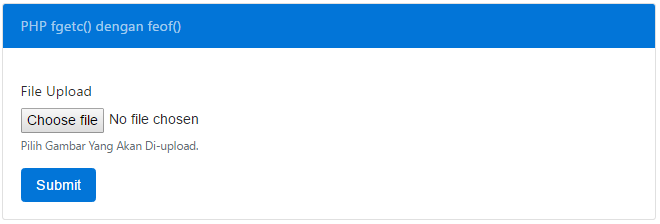 PHP fgetc() dengan feof()
File Upload
Choose file No file chosen
Pilih Gambar Yang Akan Di-upload.
Submit